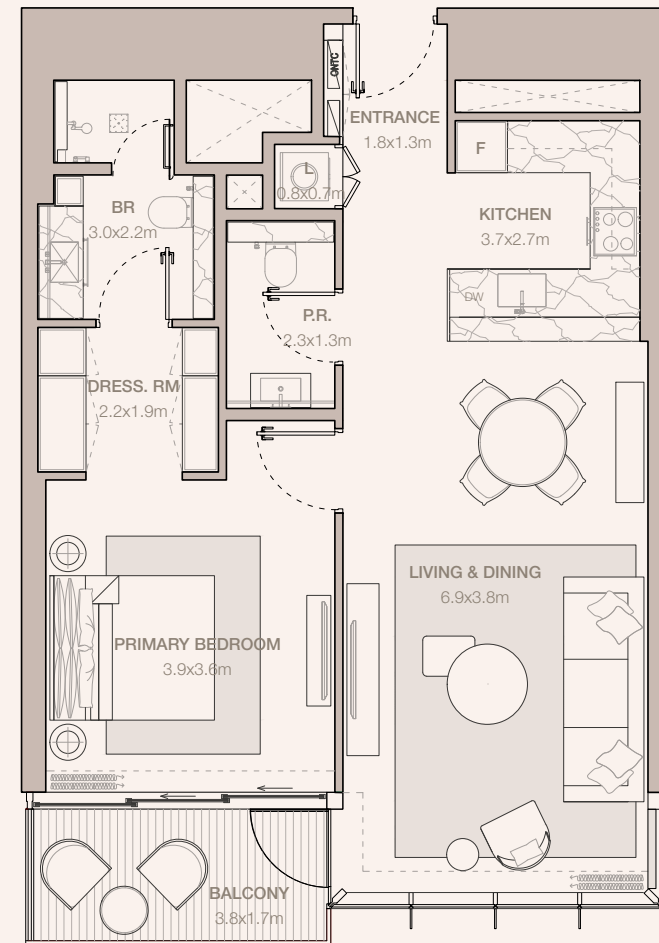 CNTC
ENTRANCE
1.8x1.3m
F
0.8x0.7m
BR
3.0x2.2m
KITCHEN
3.7x2.7m
DW
P.R.
2.3x1.3m
DRESS. RM
2.2x1.9m
LIVING & DINING
6.9x3.8m
PRIMARY BEDROOM
3.9x3.6m
BALCONY
3.8x1.7m